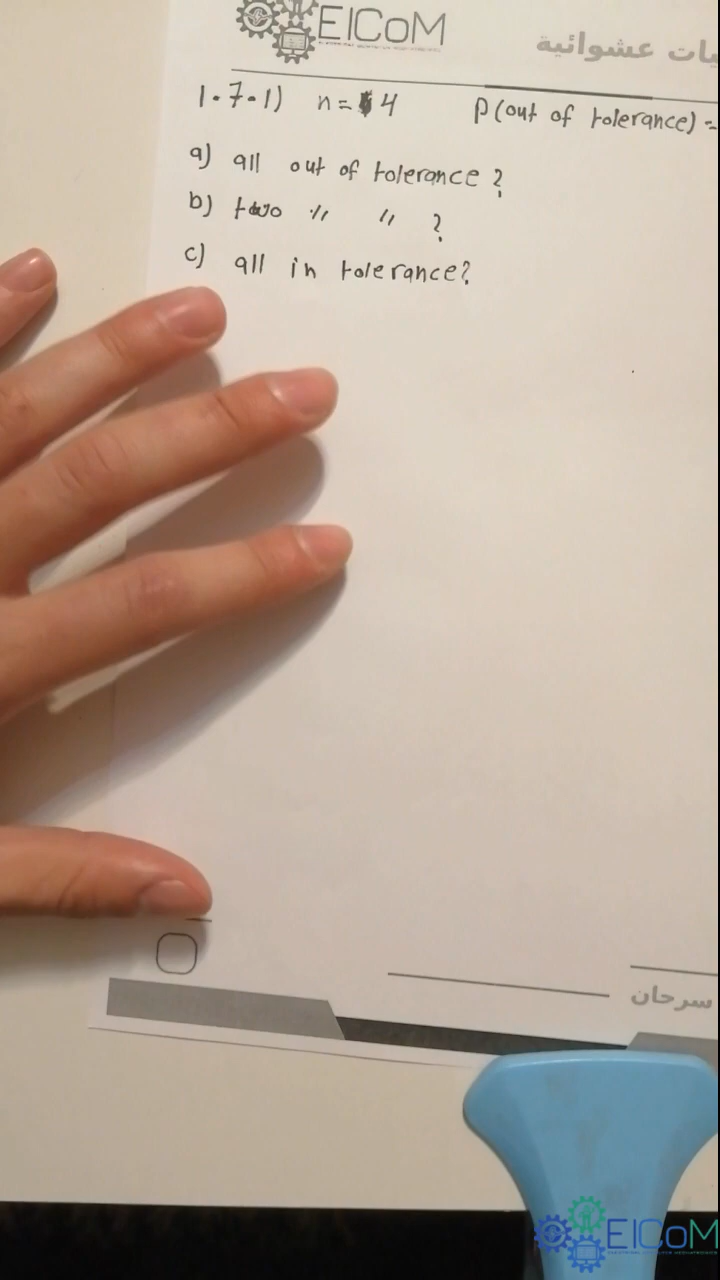 EICoM
عشوائية
1.7.1) n = 4 P(out of tolerance) =
a) all out of tolerance ?
b) two " " ?
c) all in tolerance?
سرحان
EICoM